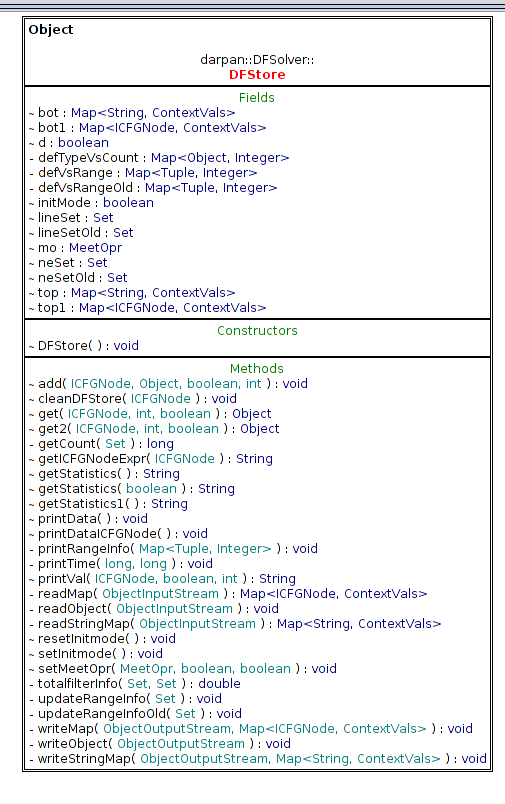 Object
darpan::DFSolver::
DFStore
Fields
~ bot : Map<String, ContextVals>
~ bot1 : Map<ICFGNode, ContextVals>
~ d : boolean
- defTypeVsCount : Map<Object, Integer>
- defVsRange : Map<Tuple, Integer>
- defVsRangeOld : Map<Tuple, Integer>
~ initMode : boolean
~ lineSet : Set
~ lineSetOld : Set
~ mo : MeetOpr
~ neSet : Set
~ neSetOld : Set
~ top : Map<String, ContextVals>
~ top1 : Map<ICFGNode, ContextVals>
Constructors
~ DFStore( ) : void
Methods
~ add( ICFGNode, Object, boolean, int ) : void
~ cleanDFStore( ICFGNode ) : void
~ get( ICFGNode, int, boolean ) : Object
~ get2( ICFGNode, int, boolean ) : Object
- getCount( Set ) : long
~ getICFGNodeExpr( ICFGNode ) : String
~ getStatistics( ) : String
~ getStatistics( boolean ) : String
~ getStatistics1( ) : String
~ printData( ) : void
~ printDataICFGNode( ) : void
- printRangeInfo( Map<Tuple, Integer> ) : void
- printTime( long, long ) : void
~ printVal( ICFGNode, boolean, int ) : String
- readMap( ObjectInputStream ) : Map<ICFGNode, ContextVals>
- readObject( ObjectInputStream ) : void
- readStringMap( ObjectInputStream ) : Map<String, ContextVals>
~ resetInitmode( ) : void
~ setInitmode( ) : void
~ setMeetOpr( MeetOpr, boolean, boolean ) : void
- totalfilterInfo( Set, Set ) : double
- updateRangeInfo( Set ) : void
- updateRangeInfoOld( Set ) : void
- writeMap( ObjectOutputStream, Map<ICFGNode, ContextVals> ) : void
- writeObject( ObjectOutputStream ) : void
- writeStringMap( ObjectOutputStream, Map<String, ContextVals> ) : void